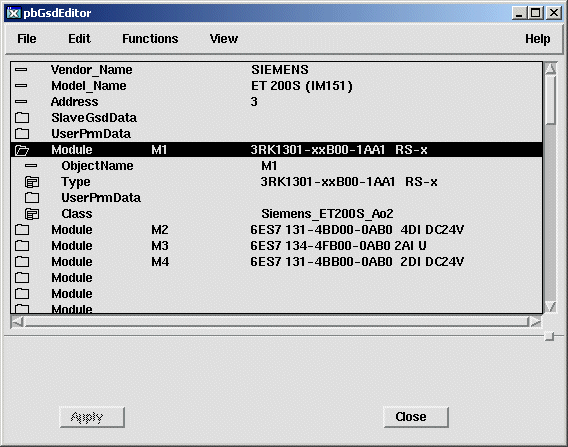 pbGsdEditor
File Edit Functions View Help
Vendor_Name SIEMENS
Model_Name ET 200S (IM151)
Address 3
SlaveGsdData
UserPrmData
Module M1 3RK1301-xxB00-1AA1 RS-x
ObjectName M1
Type 3RK1301-xxB00-1AA1 RS-x
UserPrmData
Class Siemens_ET200S_Ao2
Module M2 6ES7 131-4BD00-0AB0 4DI DC24V
Module M3 6ES7 134-4FB00-0AB0 2AI U
Module M4 6ES7 131-4BB00-0AB0 2DI DC24V
Module
Module
Module
Apply Close